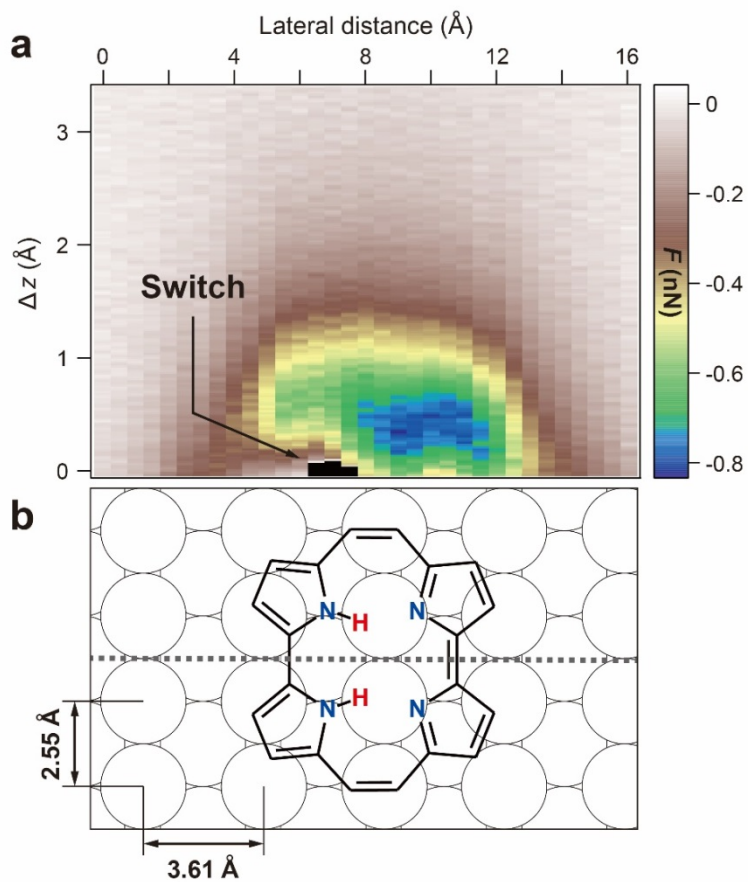 Lateral distance (Å)
a
0 4 8 12 16
3
2
1
0
Δz (Å)
Switch
0
-0.2
-0.4
-0.6
-0.8
F (nN)
b
N H N
H
N N
2.55 Å
3.61 Å